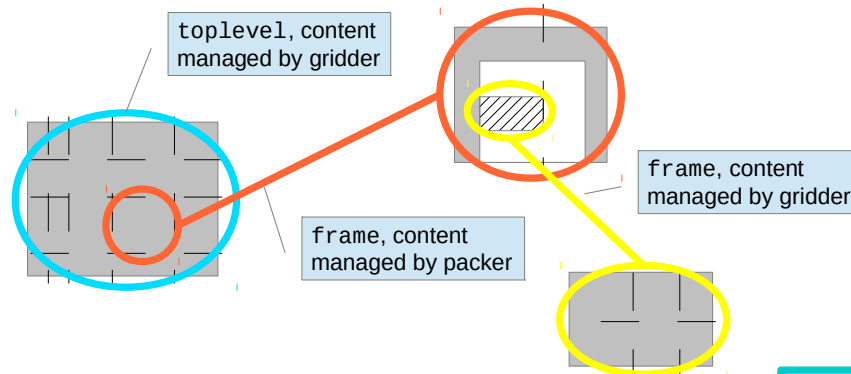 toplevel, content
managed by gridder
frame, content
managed by packer
frame, content
managed by gridder